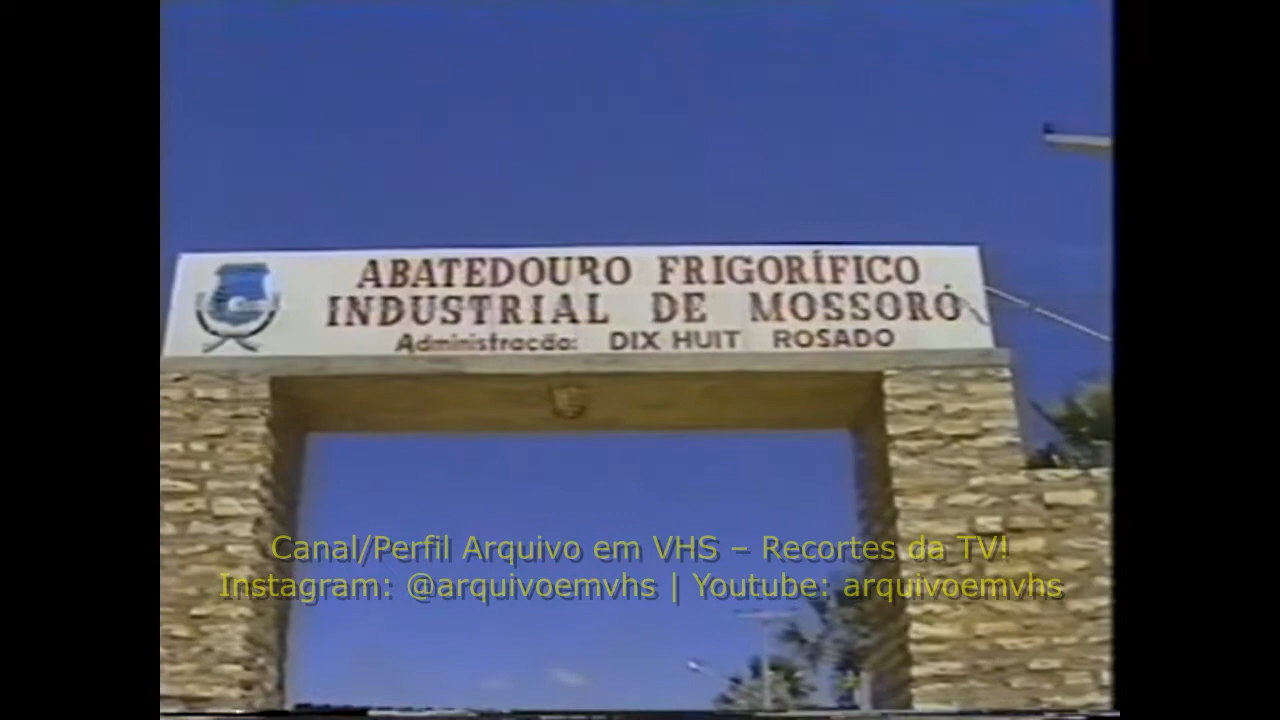 ABATEDOURO FRIGORÍFICO
INDUSTRIAL DE MOSSORÓ
Administração: DIX HUIT ROSADO
Canal/Perfil Arquivo em VHS – Recortes da TV!
Instagram: @arquivoemvhs | Youtube: arquivoemvhs